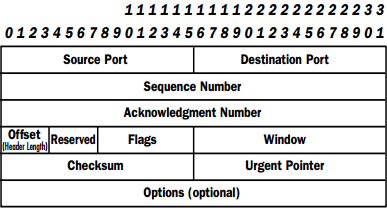 1 1 1 1 1 1 1 1 1 1 2 2 2 2 2 2 2 2 2 2 3 3
0 1 2 3 4 5 6 7 8 9 0 1 2 3 4 5 6 7 8 9 0 1 2 3 4 5 6 7 8 9 0 1
Source Port Destination Port
Sequence Number
Acknowledgment Number
Offset
(Header Length) Reserved Flags Window
Checksum Urgent Pointer
Options (optional)